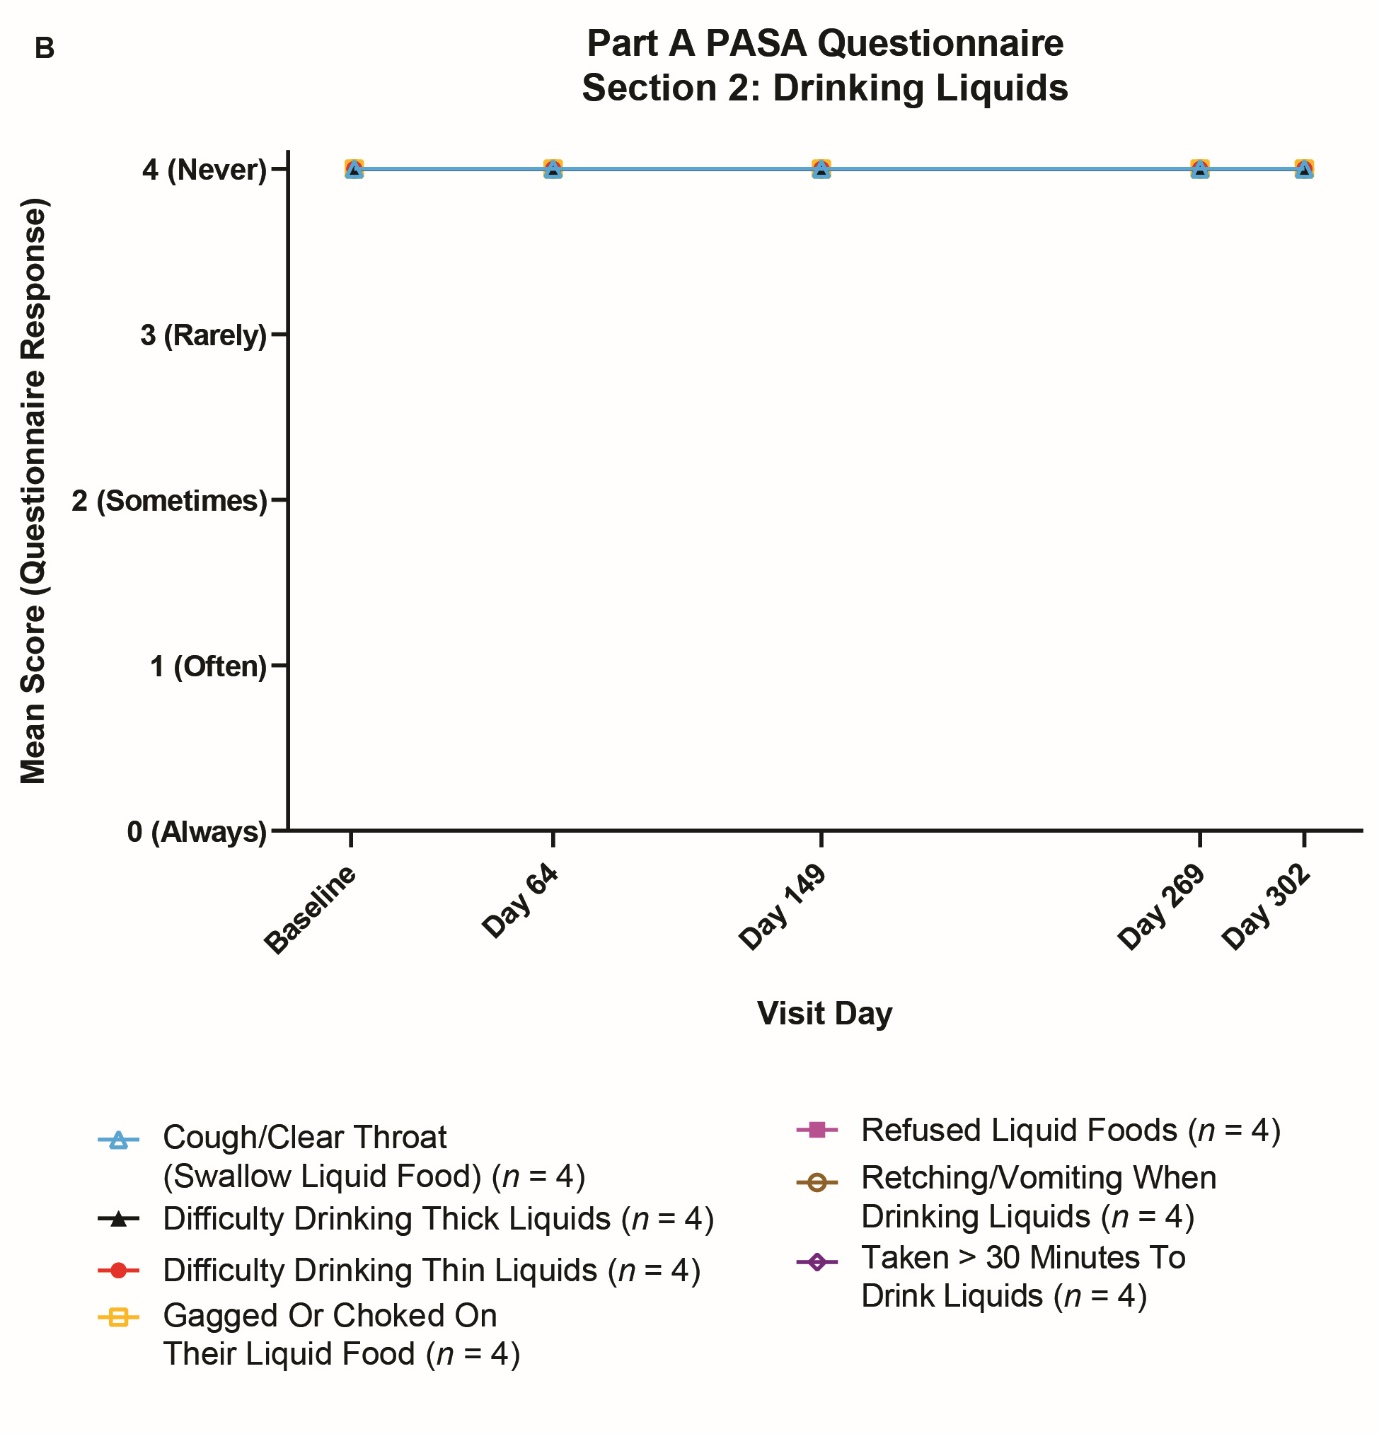 B
Part A PASA Questionnaire
Section 2: Drinking Liquids
Mean Score (Questionnaire Response)
4 (Never)
3 (Rarely)
2 (Sometimes)
1 (Often)
0 (Always)
Baseline
Day 64
Day 149
Day 269
Day 302
Visit Day
Cough/Clear Throat
(Swallow Liquid Food) (n = 4)
Difficulty Drinking Thick Liquids (n = 4)
Difficulty Drinking Thin Liquids (n = 4)
Gagged Or Choked On
Their Liquid Food (n = 4)
Refused Liquid Foods (n = 4)
Retching/Vomiting When
Drinking Liquids (n = 4)
Taken > 30 Minutes To
Drink Liquids (n = 4)